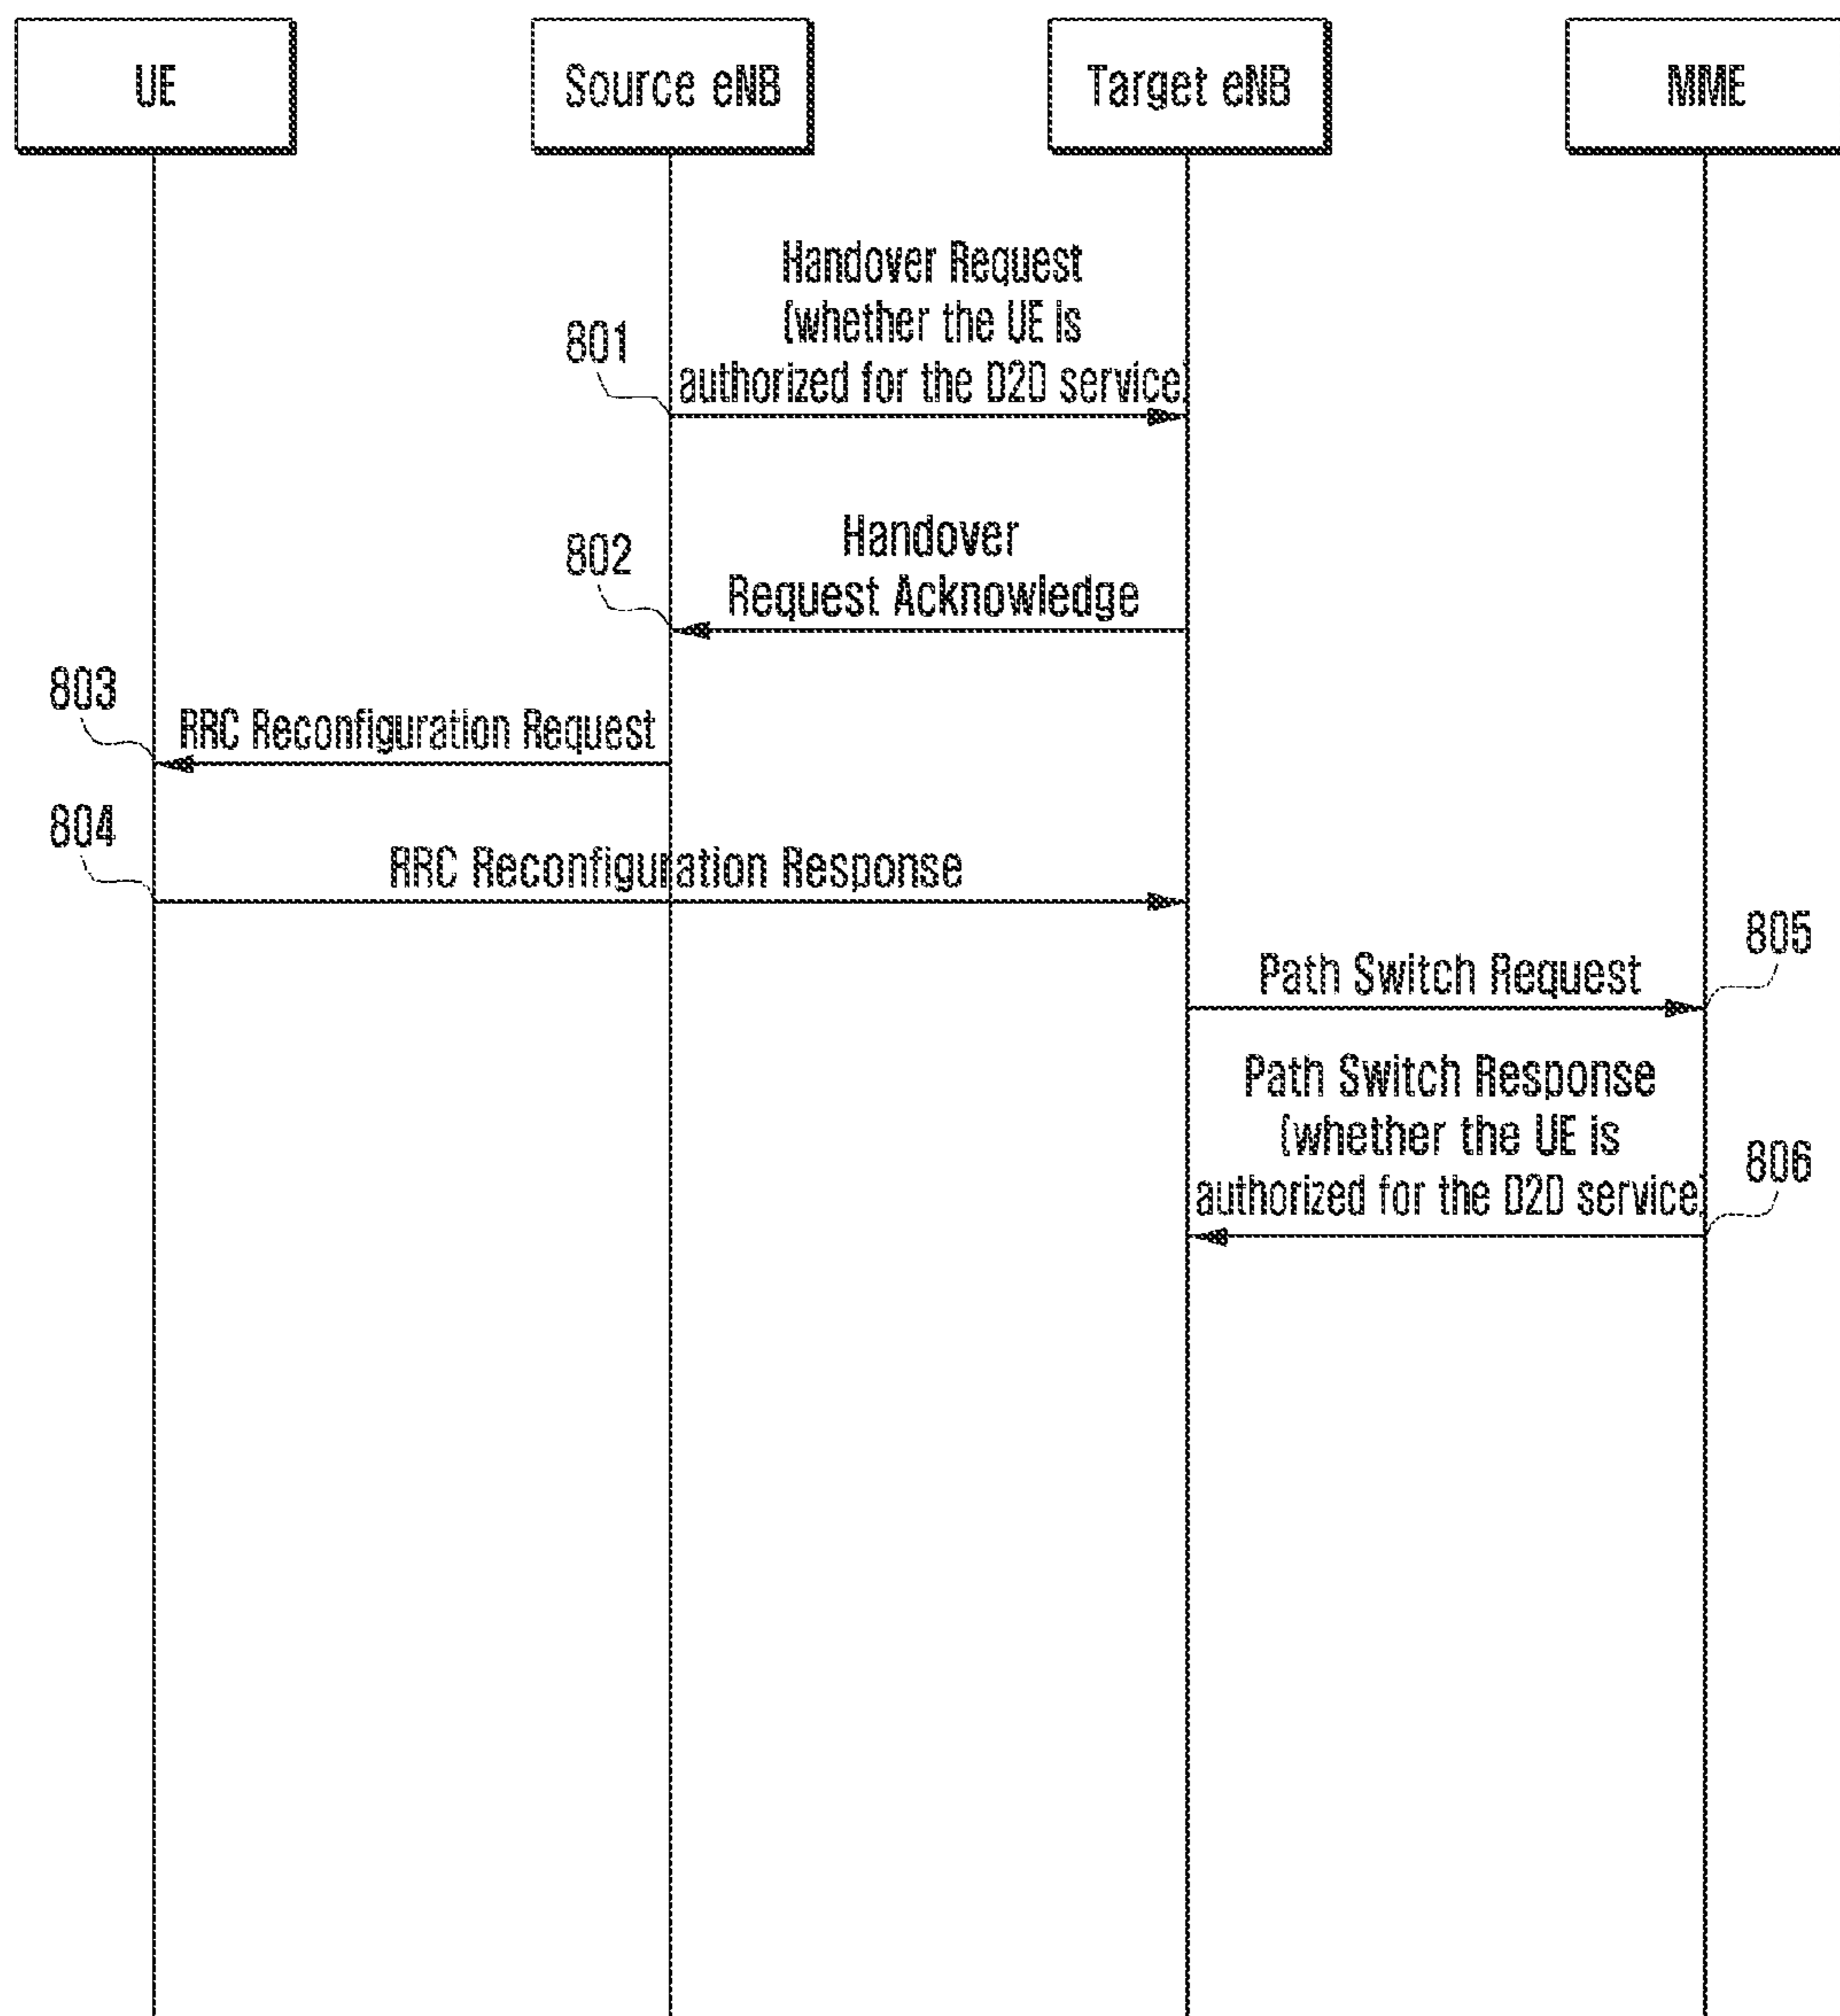 UE
Source eNB
Target eNB
MME
Handover Request
(whether the UE is
authorized for the D2D service)
801
Handover
Request Acknowledge
802
803
RRC Reconfiguration Request
804
RRC Reconfiguration Response
805
Path Switch Request
Path Switch Response
(whether the UE is
authorized for the D2D service)
806